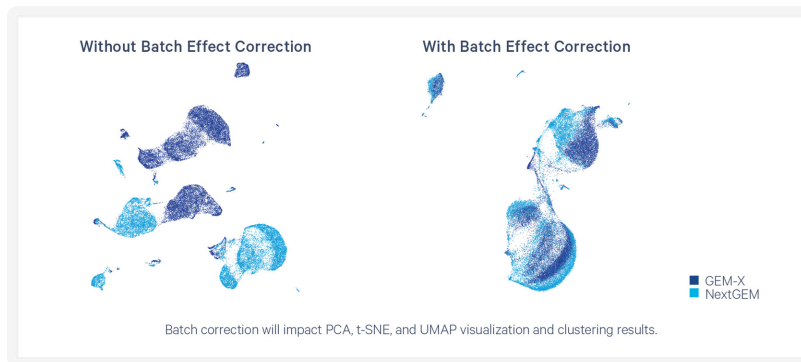 Without Batch Effect Correction
With Batch Effect Correction
GEM-X
NextGEM
Batch correction will impact PCA, t-SNE, and UMAP visualization and clustering results.